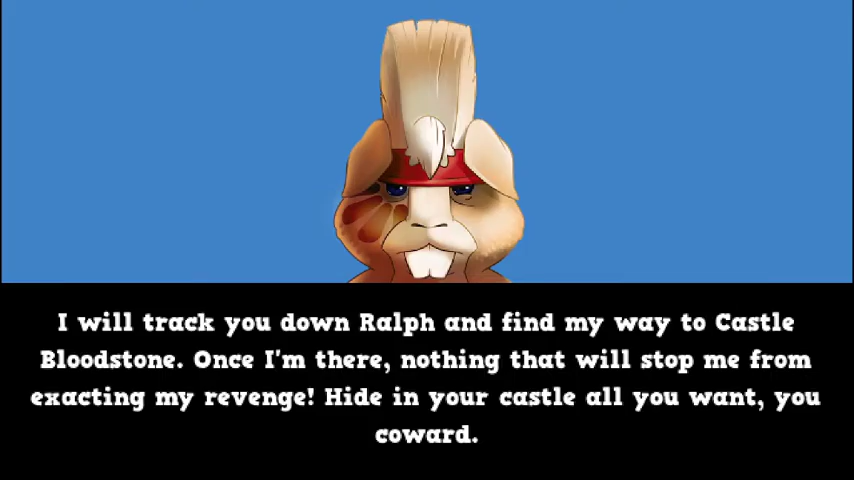 I will track you down Ralph and find my way to Castle
Bloodstone. Once I'm there, nothing that will stop me from
exacting my revenge! Hide in your castle all you want, you
coward.